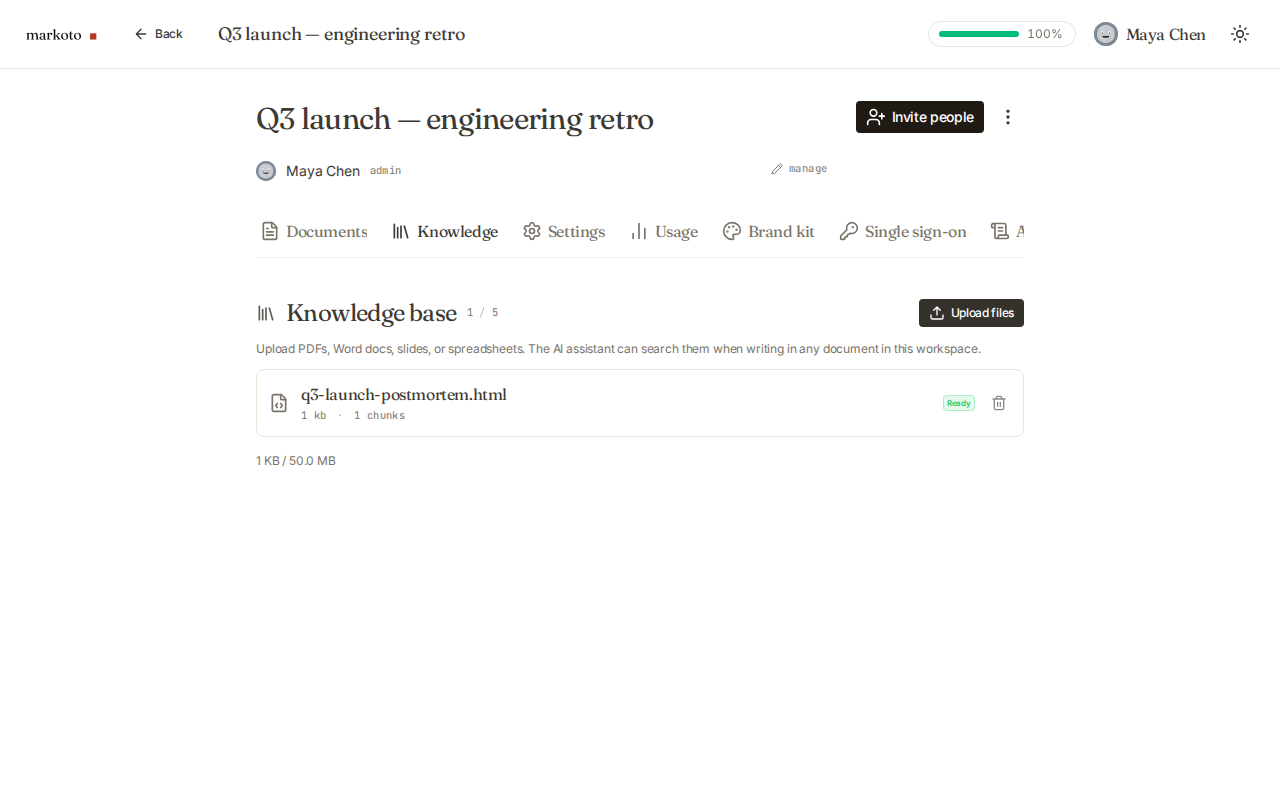 markoto
Back
Q3 launch — engineering retro
100%
Maya Chen
Q3 launch — engineering retro
Invite people
Maya Chen admin
manage
Documents Knowledge Settings Usage Brand kit Single sign-on A
Knowledge base 1 / 5
Upload files
Upload PDFs, Word docs, slides, or spreadsheets. The AI assistant can search them when writing in any document in this workspace.
q3-launch-postmortem.html
1 kb · 1 chunks
Ready
1 KB / 50.0 MB